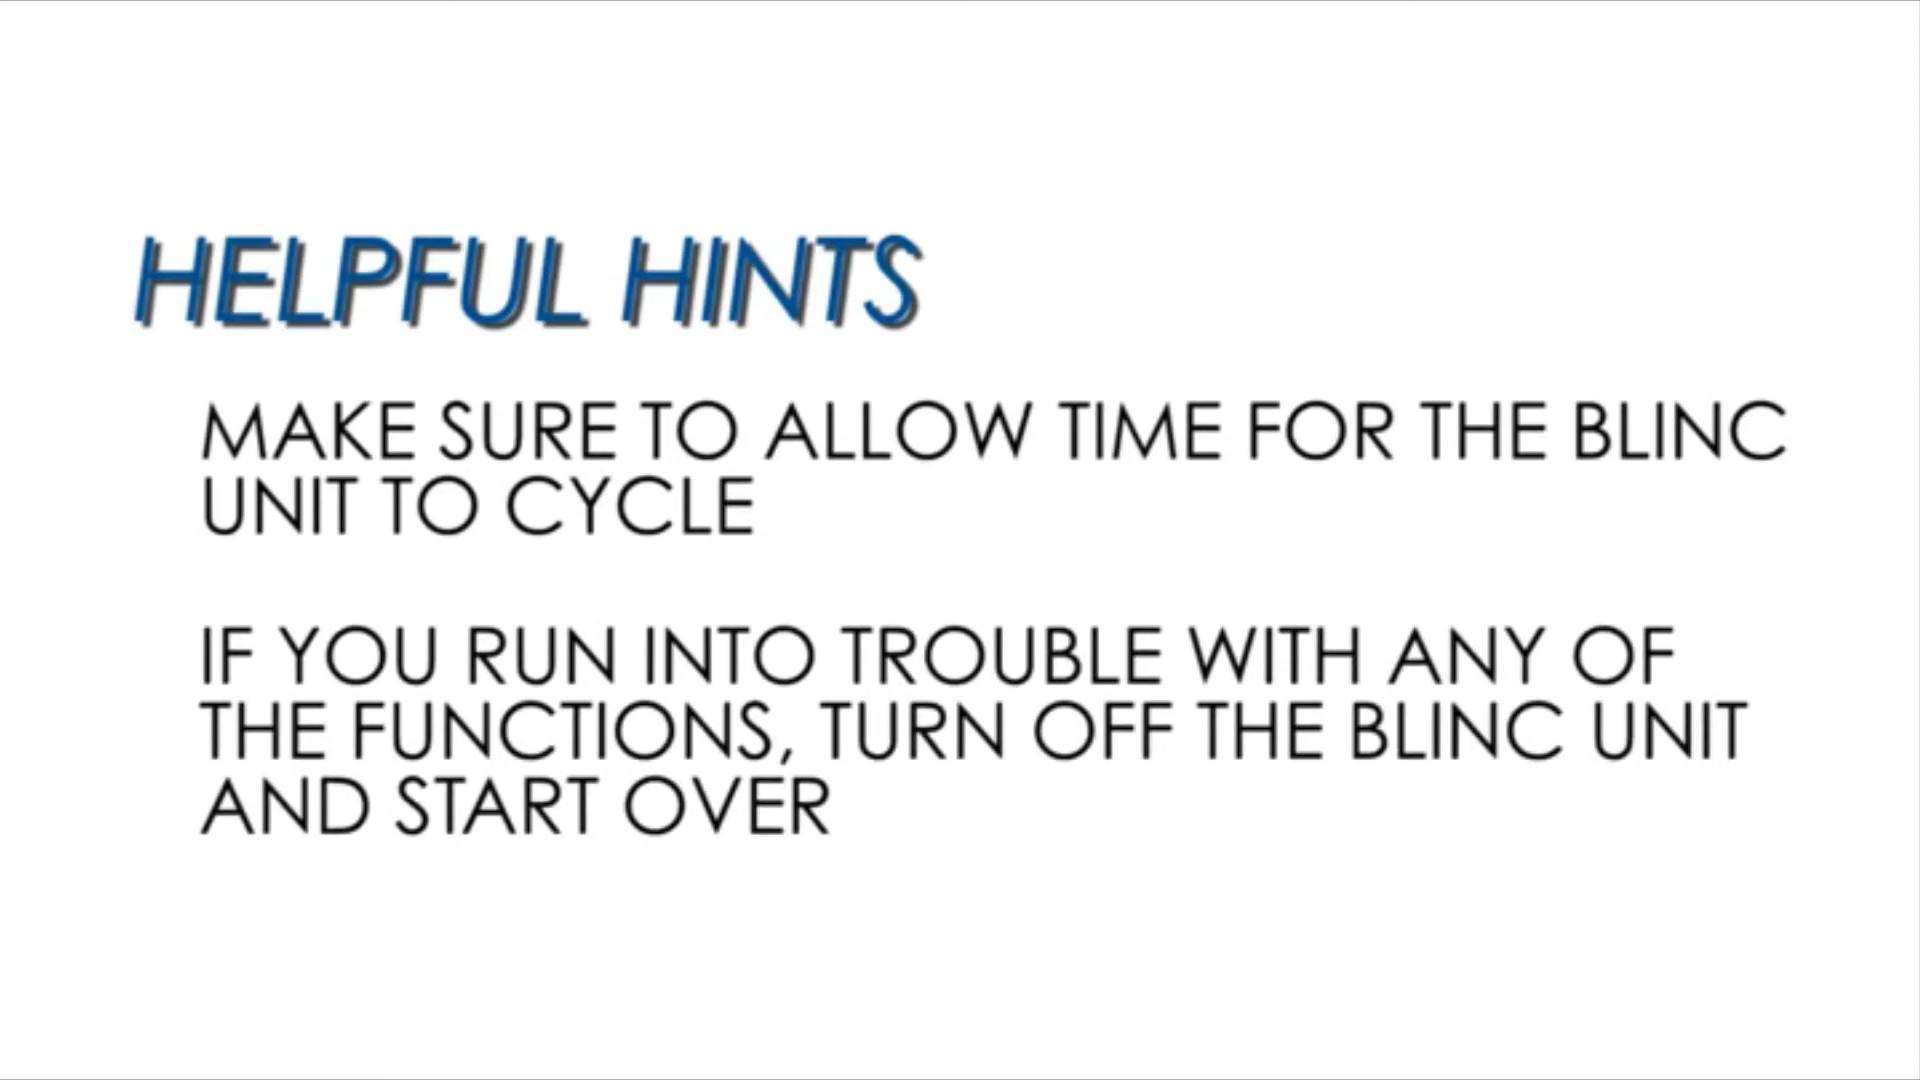 HELPFUL HINTS
MAKE SURE TO ALLOW TIME FOR THE BLINC
UNIT TO CYCLE
IF YOU RUN INTO TROUBLE WITH ANY OF
THE FUNCTIONS, TURN OFF THE BLINC UNIT
AND START OVER